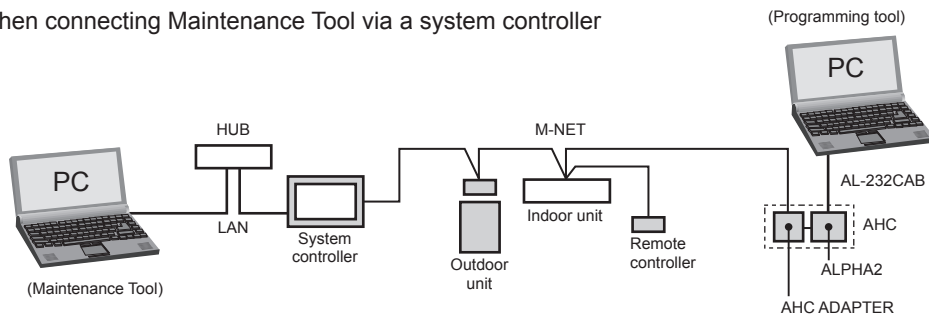 hen connecting Maintenance Tool via a system controller
(Programming tool)
PC
HUB
M-NET
PC
AL-232CAB
LAN
System
controller
Indoor unit
Remote
controller
AHC
Outdoor
unit
ALPHA2
(Maintenance Tool)
AHC ADAPTER